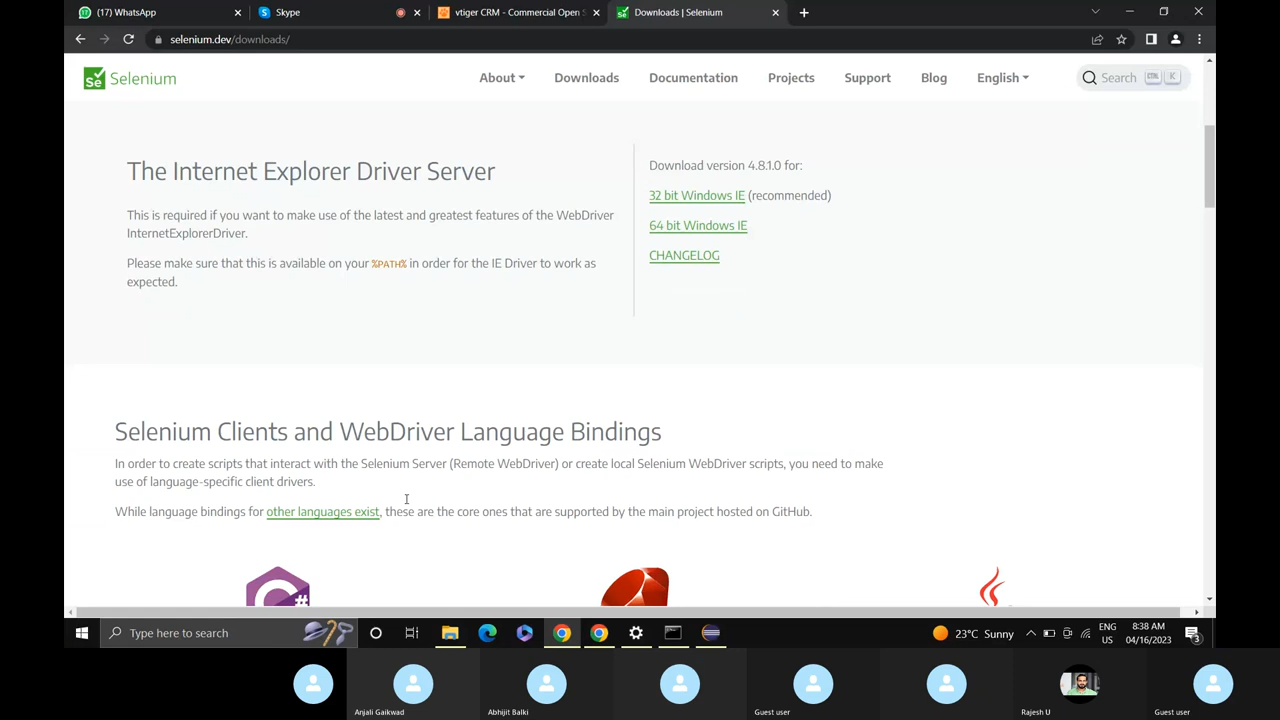 (17) WhatsApp
Skype
vtiger CRM - Commercial Open S
Downloads | Selenium
selenium.dev/downloads/
Se Selenium
About
Downloads
Documentation
Projects
Support
Blog
English
Search CTRL K
The Internet Explorer Driver Server
This is required if you want to make use of the latest and greatest features of the WebDriver
InternetExplorerDriver.
Please make sure that this is available on your %PATH% in order for the IE Driver to work as
expected.
Download version 4.8.1.0 for:
32 bit Windows IE (recommended)
64 bit Windows IE
CHANGELOG
Selenium Clients and WebDriver Language Bindings
In order to create scripts that interact with the Selenium Server (Remote WebDriver) or create local Selenium WebDriver scripts, you need to make
use of language-specific client drivers.
While language bindings for other languages exist, these are the core ones that are supported by the main project hosted on GitHub.
Type here to search
23°C Sunny
ENG
US
8:38 AM
04/16/2023
3
Anjali Gaikwad
Abhijit Balki
Guest user
Rajesh U
Guest user